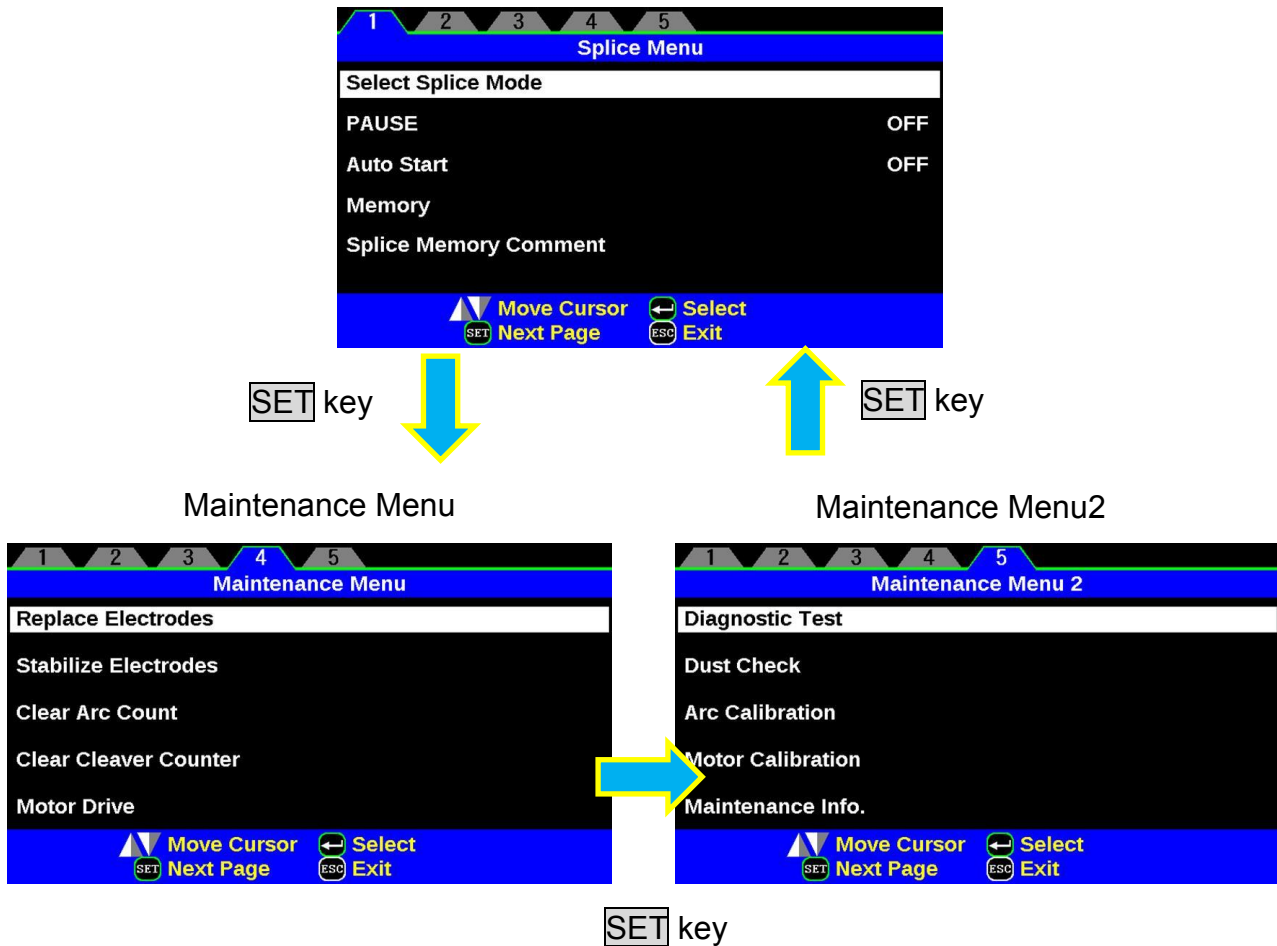 1 2 3 4 5
Splice Menu
Select Splice Mode
PAUSE OFF
Auto Start OFF
Memory
Splice Memory Comment
Move Cursor Select
SET Next Page ESC Exit
SET key
SET key
Maintenance Menu
Maintenance Menu2
1 2 3 4 5
Maintenance Menu
Replace Electrodes
Stabilize Electrodes
Clear Arc Count
Clear Cleaver Counter
Motor Drive
Move Cursor Select
SET Next Page ESC Exit
1 2 3 4 5
Maintenance Menu 2
Diagnostic Test
Dust Check
Arc Calibration
Motor Calibration
Maintenance Info.
Move Cursor Select
SET Next Page ESC Exit
SET key